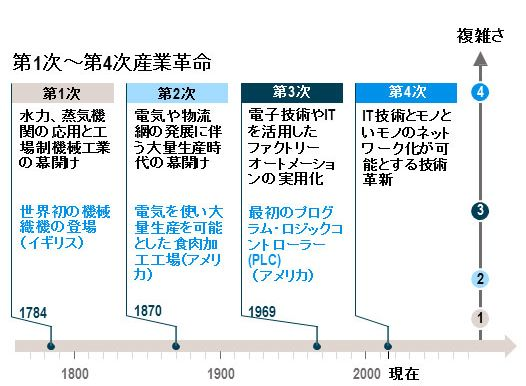 複雑さ
第1次～第4次産業革命
第1次
水力、蒸気機
関の応用と工
場制機械工業
の幕開け
世界初の機械
織機の登場
(イギリス)
1784
第2次
電気や物流
網の発展に伴
う大量生産時
代の幕開け
電気を使い大
量生産を可能
とした食肉加
工工場(アメリ
カ)
1870
第3次
電子技術やIT
を活用した
ファクトリー
オートメーション
の実用化
最初のプログ
ラム・ロジックコ
ントローラー
(PLC)
(アメリカ)
1969
第4次
IT技術とモノと
いモノのネット
ワーク化が可
能とする技術
革新
4
3
2
1
1800
1900
2000
現在